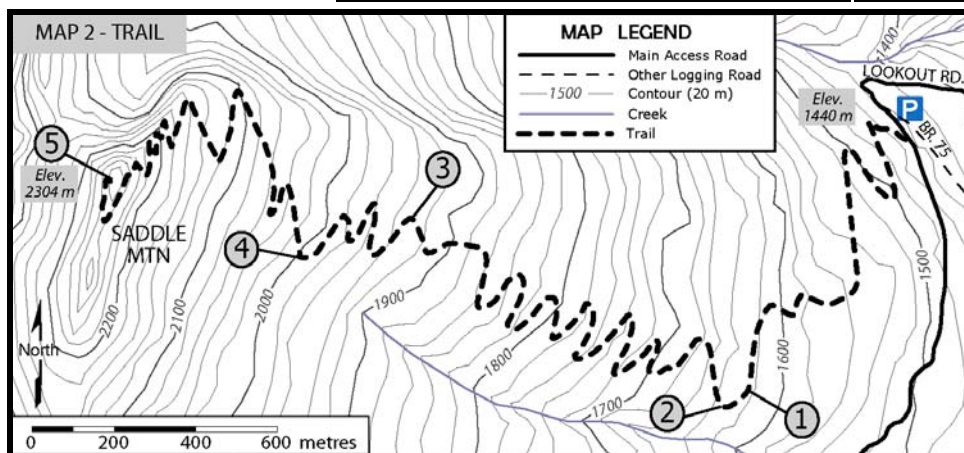 MAP 2 - TRAIL
MAP LEGEND
Main Access Road
Other Logging Road
1500 Contour (20 m)
Creek
Trail
1400
LOOKOUT RD.
Elev.
1440 m
P
BR. 75
5
Elev.
2304 m
3
SADDLE
MTN
4
1500
2200
2100
2000
1900
North
1800
1600
1700
2
1
0 200 400 600 metres